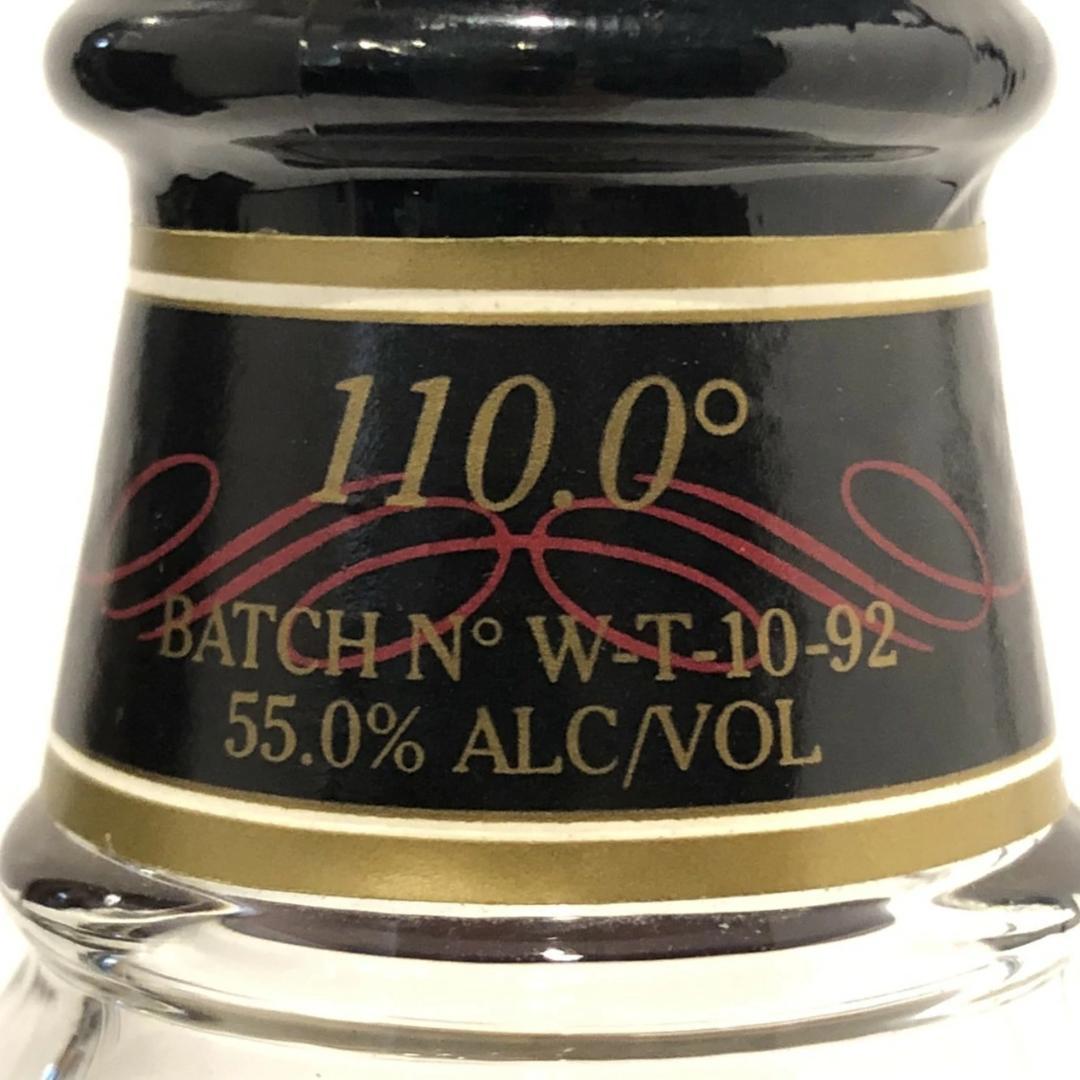 110.0°
BATCH N° W-T-10-92
55.0% ALC/VOL